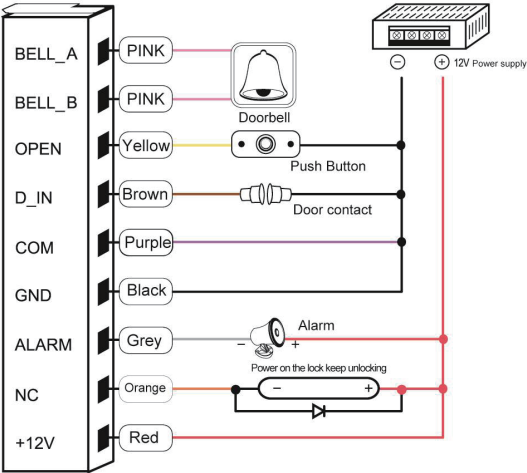 BELL_A
PINK
BELL_B
PINK
Doorbell
− + 12V Power supply
OPEN
Yellow
Push Button
D_IN
Brown
Door contact
COM
Purple
GND
Black
ALARM
Grey
Alarm
− +
Power on the lock keep unlocking
NC
Orange
− +
+12V
Red